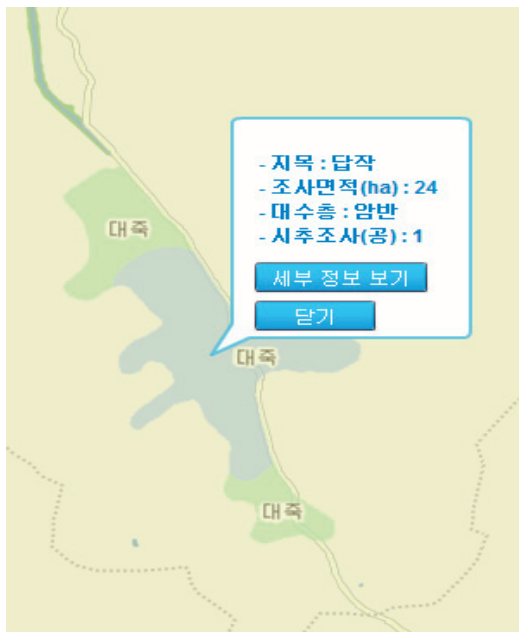 대죽
- 지목 : 답작
- 조사면적(ha) : 24
- 대수층 : 암반
- 시추조사(공) : 1
세부 정보 보기
닫기
대죽
대죽